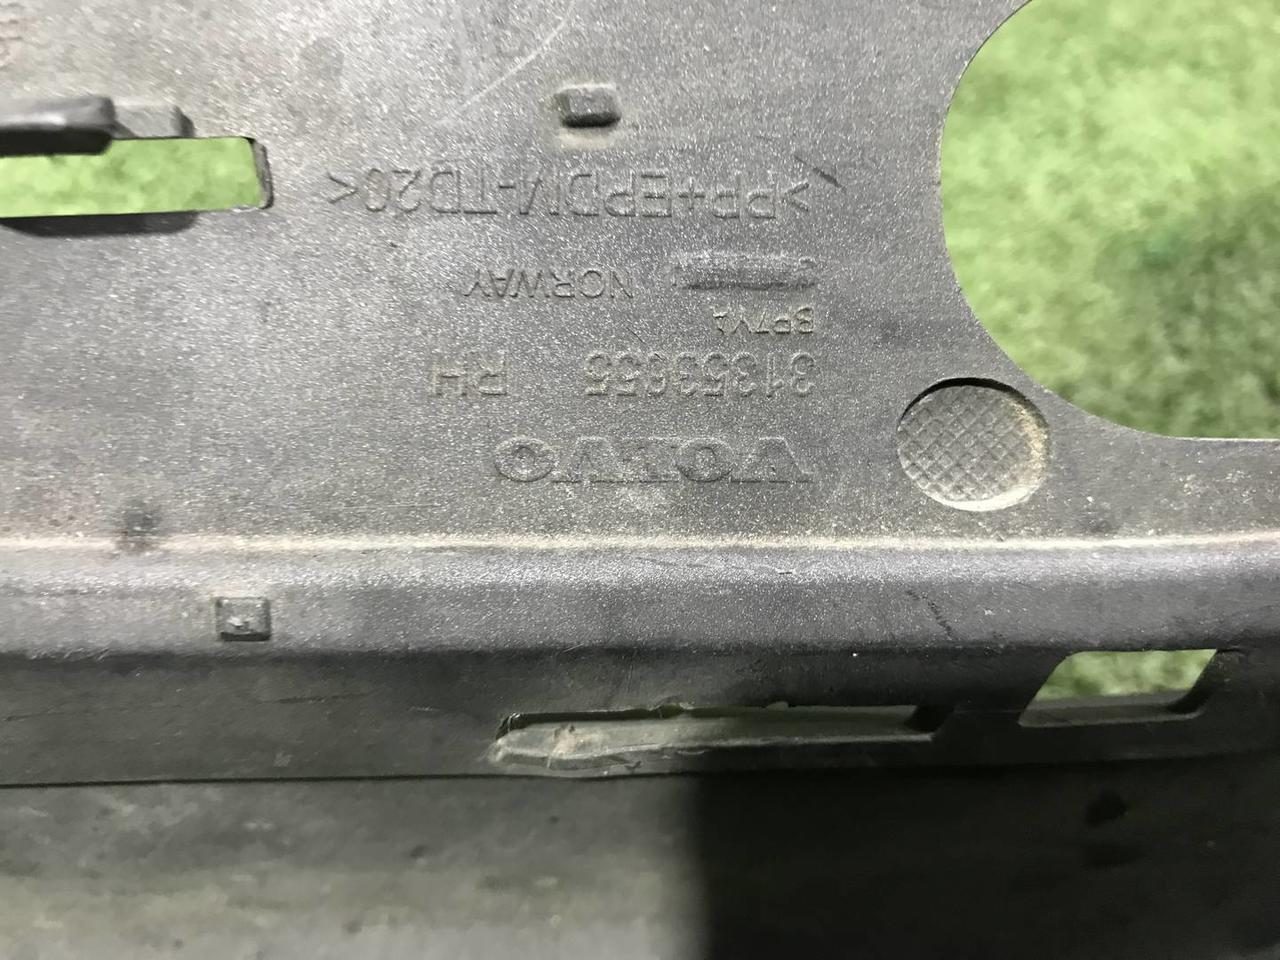 VOLVO
31353655 RH
NORWAY
>PP+EPDM-TD20<